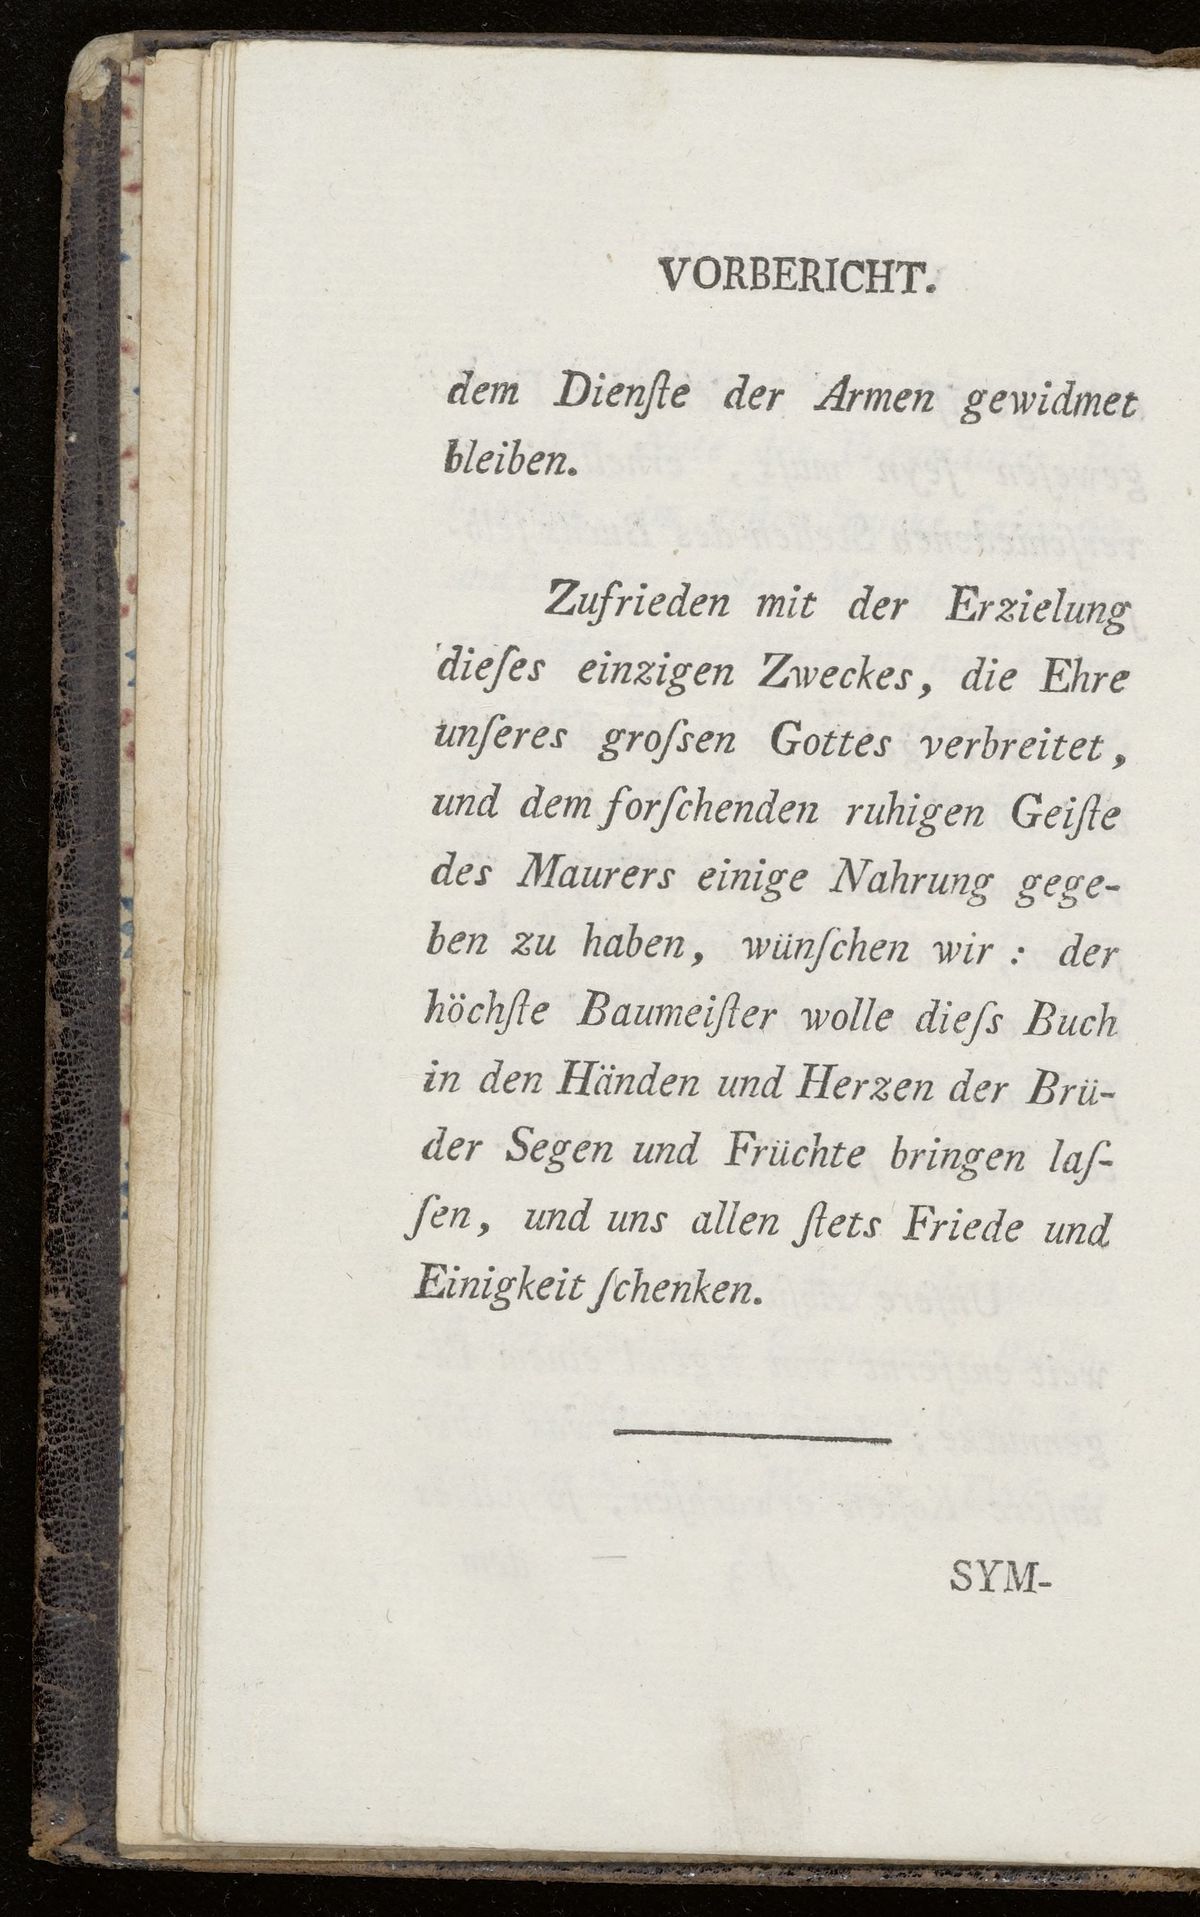 VORBERICHT.
dem Dienſte der Armen gewidmet
bleiben.
Zufrieden mit der Erzielung
dieſes einzigen Zweckes, die Ehre
unſeres groſsen Gottes verbreitet,
und dem forſchenden ruhigen Geiſte
des Maurers einige Nahrung gege-
ben zu haben, wünſchen wir: der
höchſte Baumeiſter wolle dieſs Buch
in den Händen und Herzen der Brü-
der Segen und Früchte bringen laſ-
ſen, und uns allen ſtets Friede und
Einigkeit ſchenken.
SYM-